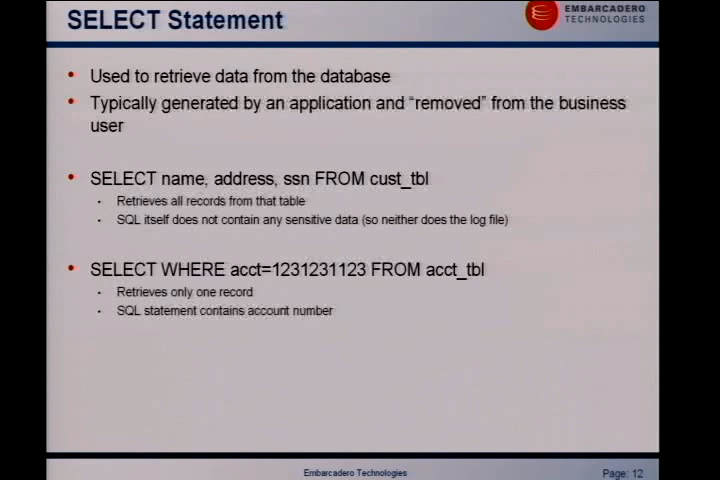 SELECT Statement
EMBARCADERO
TECHNOLOGIES
• Used to retrieve data from the database
• Typically generated by an application and “removed” from the business
user
• SELECT name, address, ssn FROM cust_tbl
• Retrieves all records from that table
• SQL itself does not contain any sensitive data (so neither does the log file)
• SELECT WHERE acct=1231231123 FROM acct_tbl
• Retrieves only one record
• SQL statement contains account number
Embarcadero Technologies
Page: 12